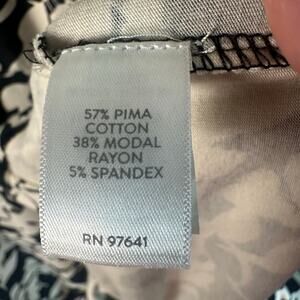 57% PIMA
COTTON
38% MODAL
RAYON
5% SPANDEX
RN 97641